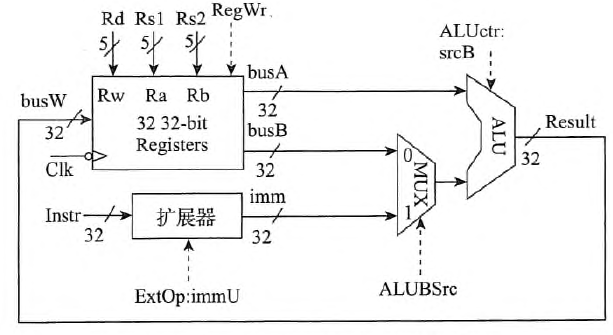 Rd Rs1 Rs2 RegWr
5 5 5
ALUctr:
srcB
busW
32
Rw Ra Rb
32 32-bit
Registers
Clk
busA
32
busB
32
0
MUX
1
ALU
Result
32
Instr
32
扩展器
imm
32
ExtOp:immU
ALUBSrc